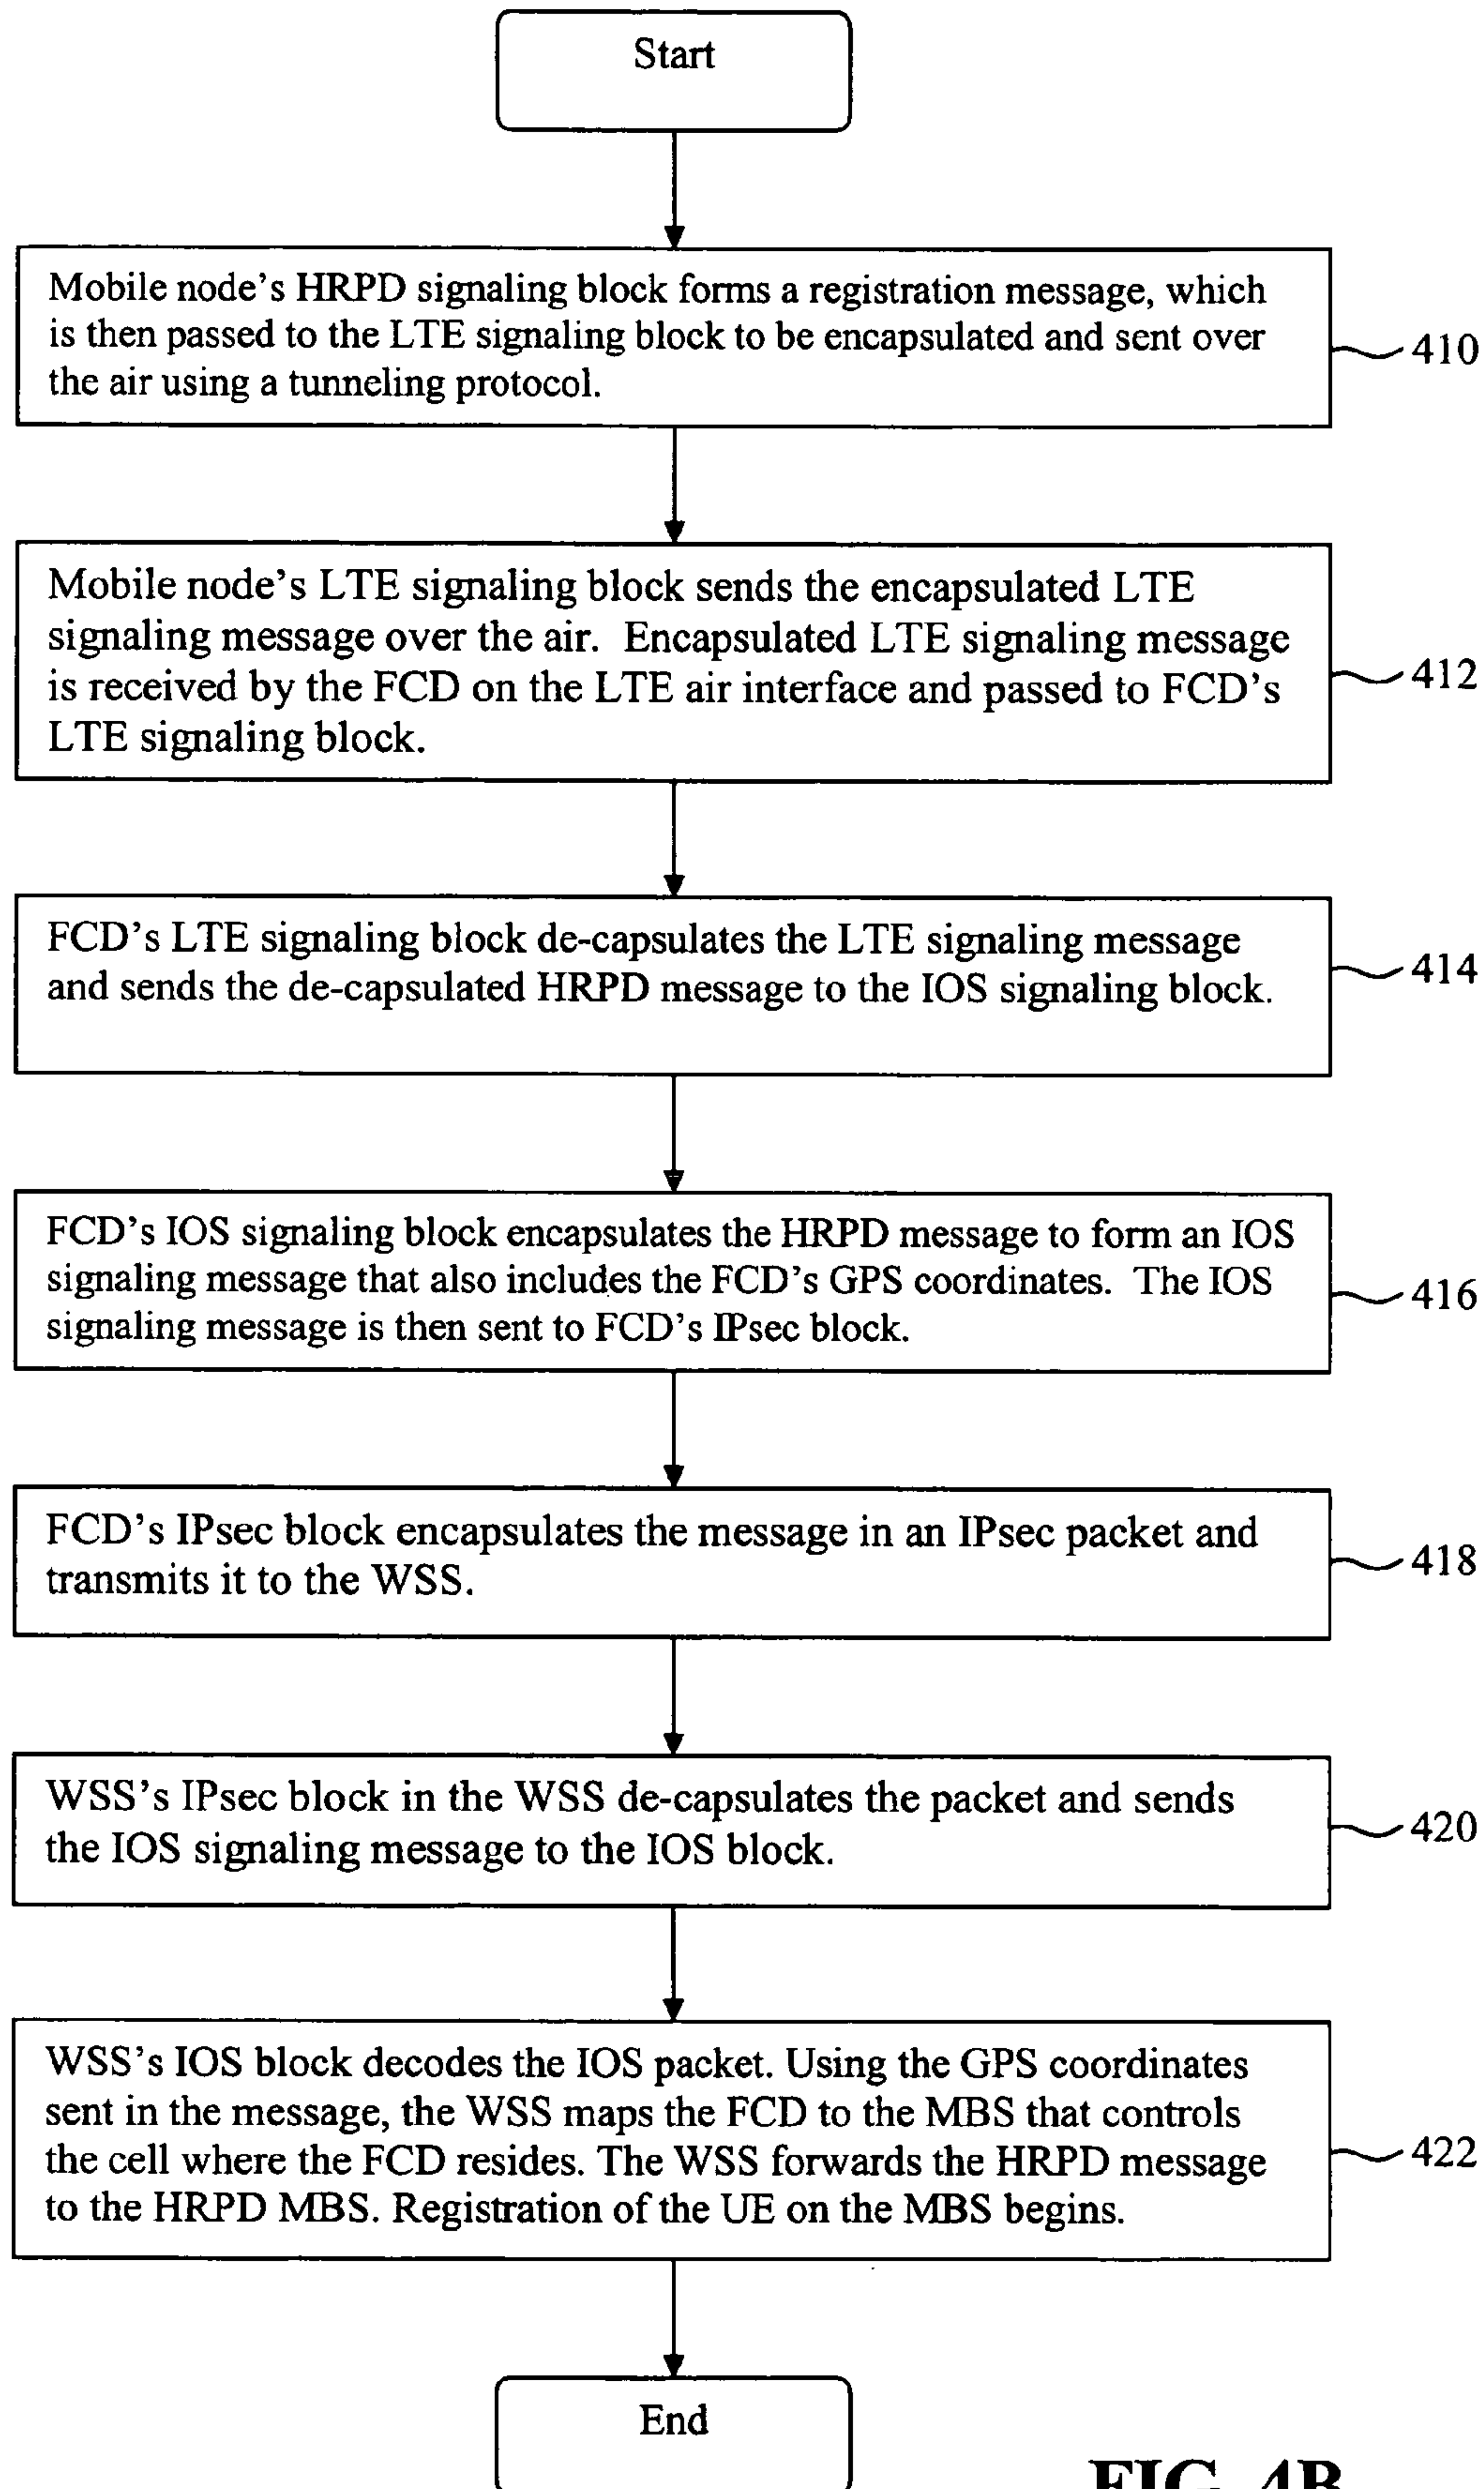 Start
Mobile node's HRPD signaling block forms a registration message, which
is then passed to the LTE signaling block to be encapsulated and sent over
the air using a tunneling protocol.
410
Mobile node's LTE signaling block sends the encapsulated LTE
signaling message over the air.  Encapsulated LTE signaling message
is received by the FCD on the LTE air interface and passed to FCD's
LTE signaling block.
412
FCD's LTE signaling block de-capsulates the LTE signaling message
and sends the de-capsulated HRPD message to the IOS signaling block.
414
FCD's IOS signaling block encapsulates the HRPD message to form an IOS
signaling message that also includes the FCD's GPS coordinates.  The IOS
signaling message is then sent to FCD's IPsec block.
416
FCD's IPsec block encapsulates the message in an IPsec packet and
transmits it to the WSS.
418
WSS's IPsec block in the WSS de-capsulates the packet and sends
the IOS signaling message to the IOS block.
420
WSS's IOS block decodes the IOS packet. Using the GPS coordinates
sent in the message, the WSS maps the FCD to the MBS that controls
the cell where the FCD resides. The WSS forwards the HRPD message
to the HRPD MBS. Registration of the UE on the MBS begins.
422
End
FIG. 4B